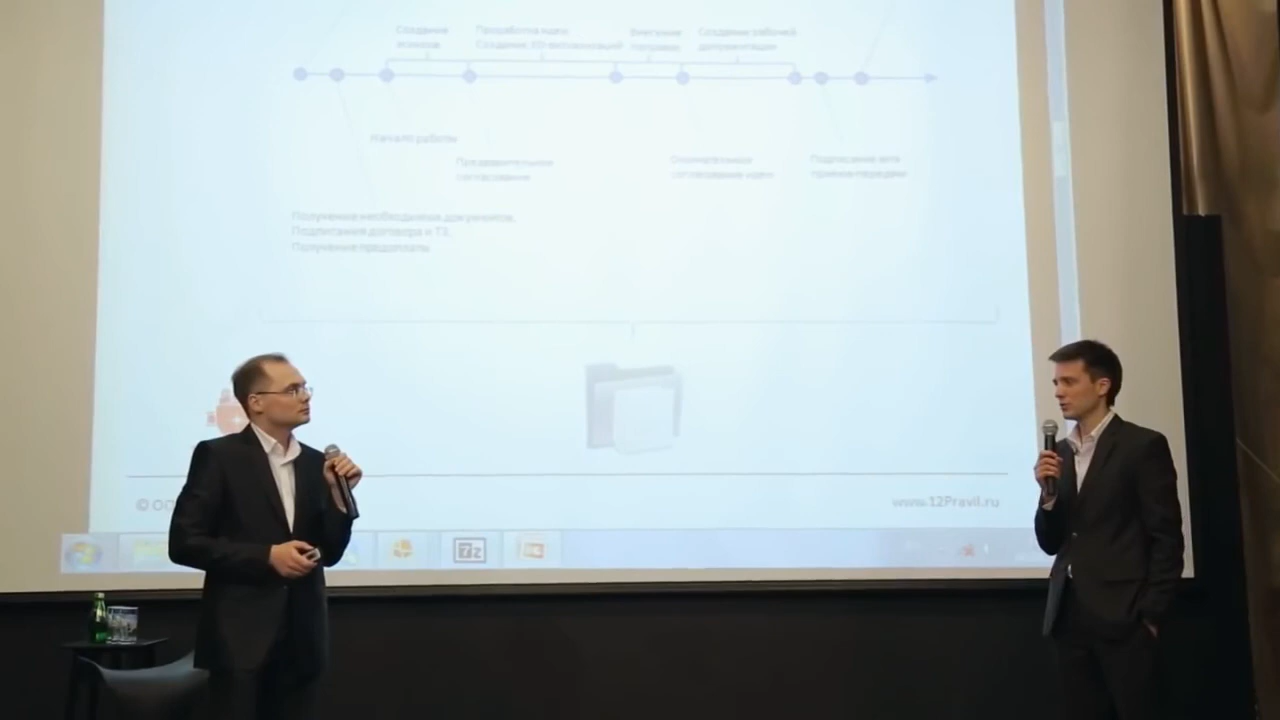 Создание
эскизов
Проработка идеи
Создание 3D-визуализаций
Внесение
поправок
Создание рабочей
документации
Начало работы
Предварительное
согласование
Окончательное
согласование идеи
Подписание акта
приема-передачи
Получение необходимых документов,
Подписание договора и ТЗ,
Получение предоплаты
©
www.12Pravil.ru
7z